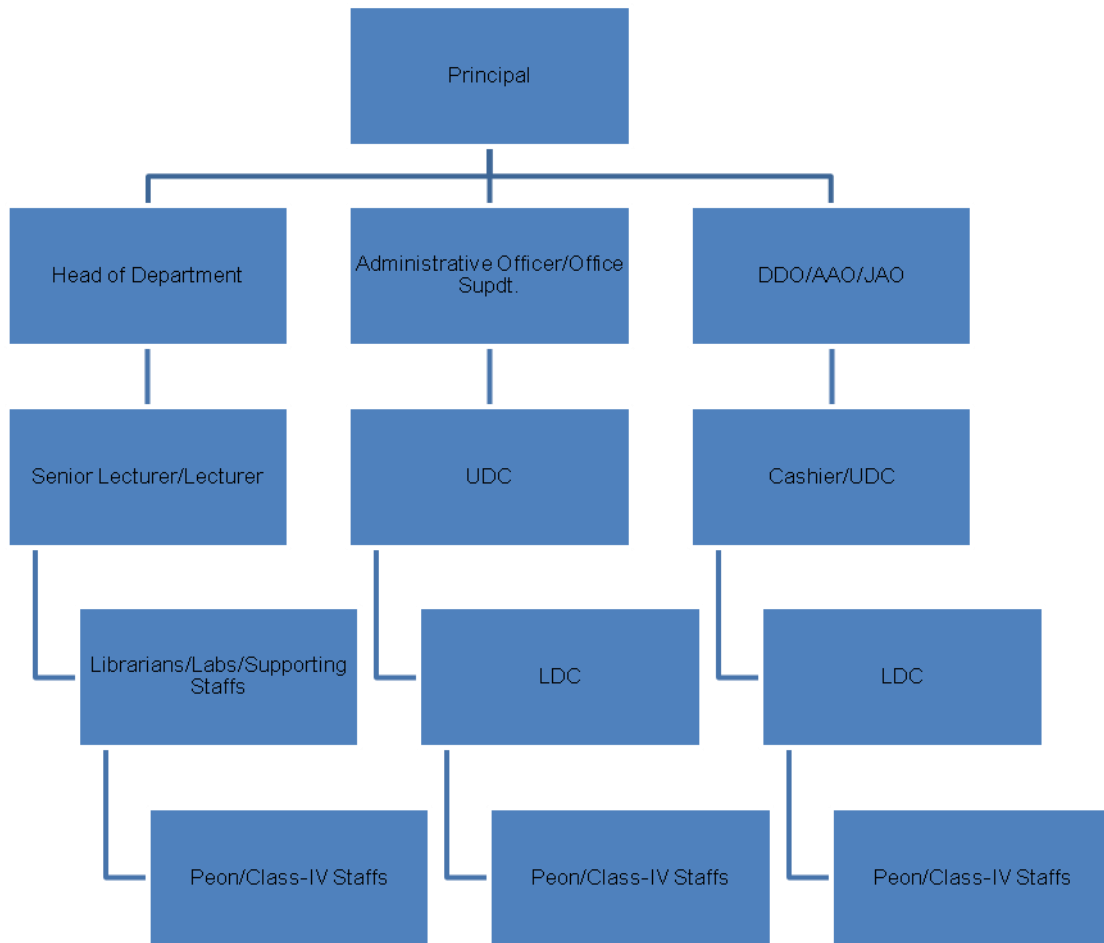 Principal
Head of Department
Administrative Officer/Office
Supdt.
DDO/AAO/JAO
Senior Lecturer/Lecturer
UDC
Cashier/UDC
Librarians/Labs/Supporting
Staffs
LDC
LDC
Peon/Class-IV Staffs
Peon/Class-IV Staffs
Peon/Class-IV Staffs